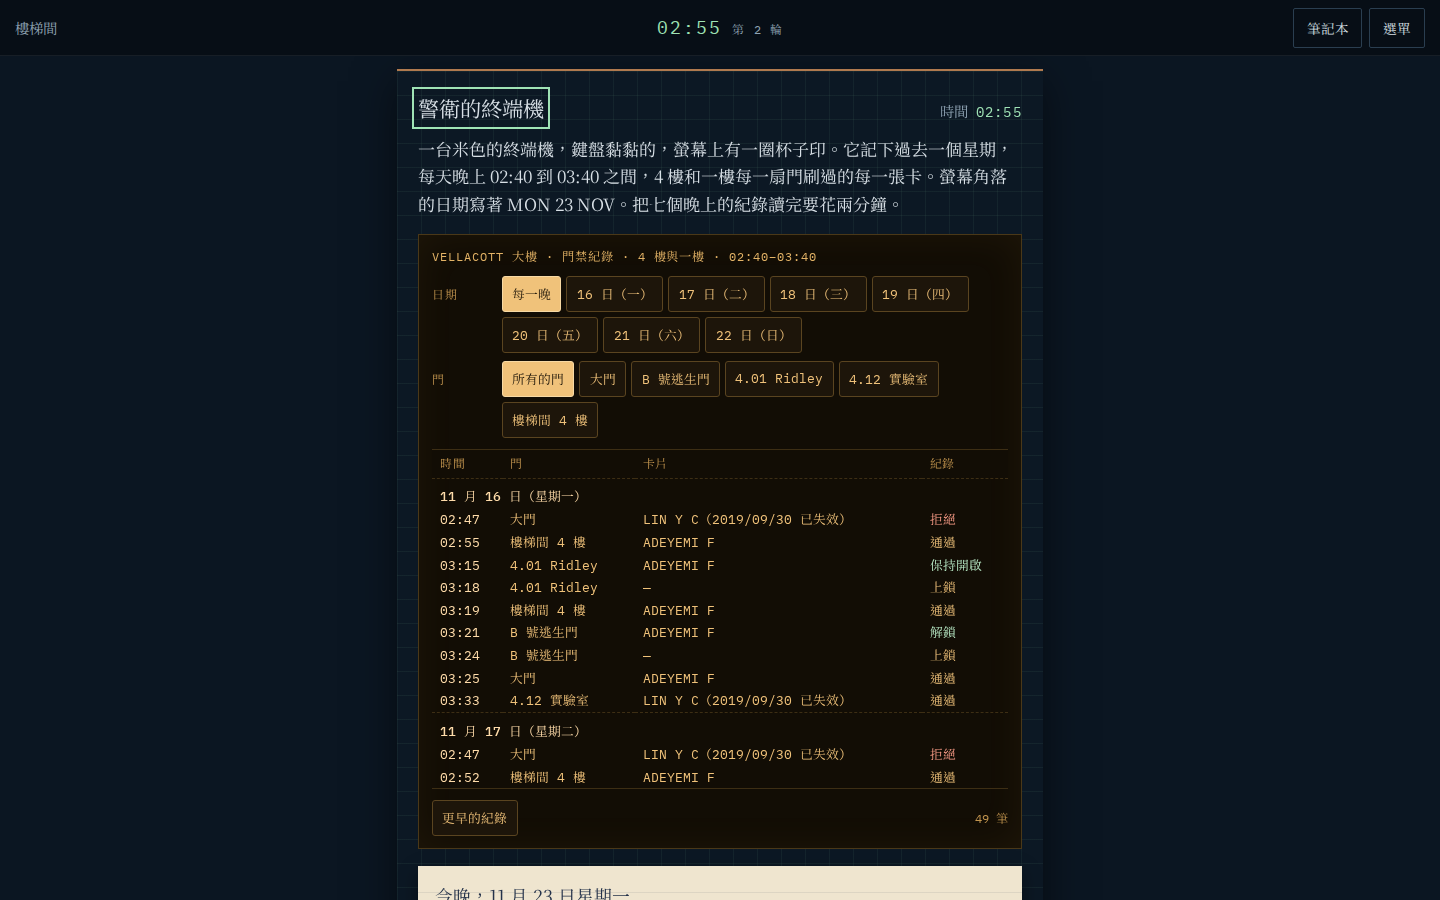 樓梯間
02:55 第 2 輪
筆記本 選單
警衛的終端機
時間 02:55
一台米色的終端機，鍵盤黏黏的，螢幕上有一圈杯子印。它記下過去一個星期，
每天晚上 02:40 到 03:40 之間，4 樓和一樓每一扇門刷過的每一張卡。螢幕角落
的日期寫著 MON 23 NOV。把七個晚上的紀錄讀完要花兩分鐘。
VELLACOTT 大樓 · 門禁紀錄 · 4 樓與一樓 · 02:40–03:40
日期 每一晚 16 日（一） 17 日（二） 18 日（三） 19 日（四）
20 日（五） 21 日（六） 22 日（日）
門 所有的門 大門 B 號逃生門 4.01 Ridley 4.12 實驗室
樓梯間 4 樓
時間 門 卡片 紀錄
11 月 16 日（星期一）
02:47 大門 LIN Y C（2019/09/30 已失效） 拒絕
02:55 樓梯間 4 樓 ADEYEMI F 通過
03:15 4.01 Ridley ADEYEMI F 保持開啟
03:18 4.01 Ridley — 上鎖
03:19 樓梯間 4 樓 ADEYEMI F 通過
03:21 B 號逃生門 ADEYEMI F 解鎖
03:24 B 號逃生門 — 上鎖
03:25 大門 ADEYEMI F 通過
03:33 4.12 實驗室 LIN Y C（2019/09/30 已失效） 通過
11 月 17 日（星期二）
02:47 大門 LIN Y C（2019/09/30 已失效） 拒絕
02:52 樓梯間 4 樓 ADEYEMI F 通過
更早的紀錄 49 筆
今晚，11 月 23 日星期一